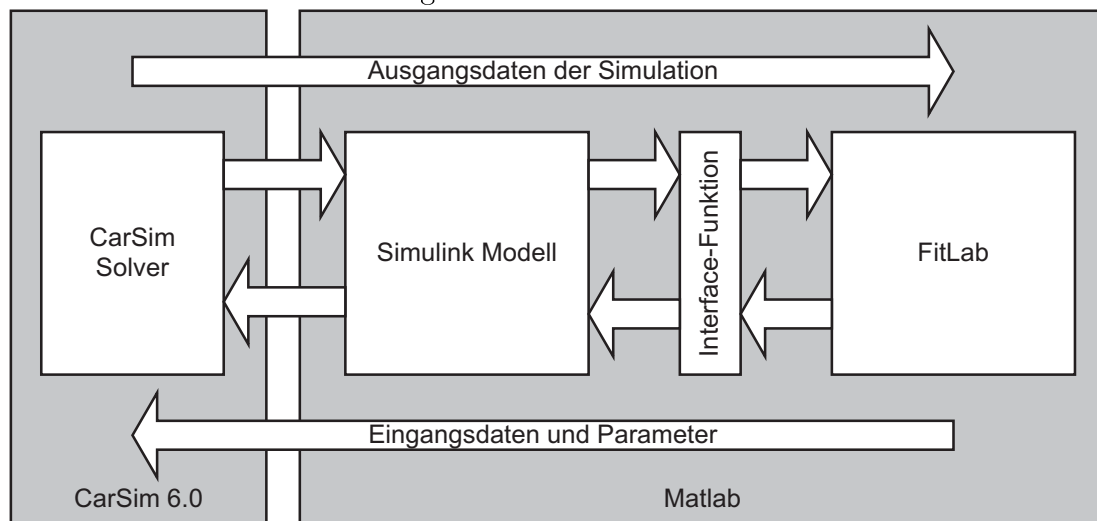 Ausgangsdaten der Simulation
CarSim
Solver
Simulink Modell
Interface-Funktion
FitLab
Eingangsdaten und Parameter
CarSim 6.0
Matlab